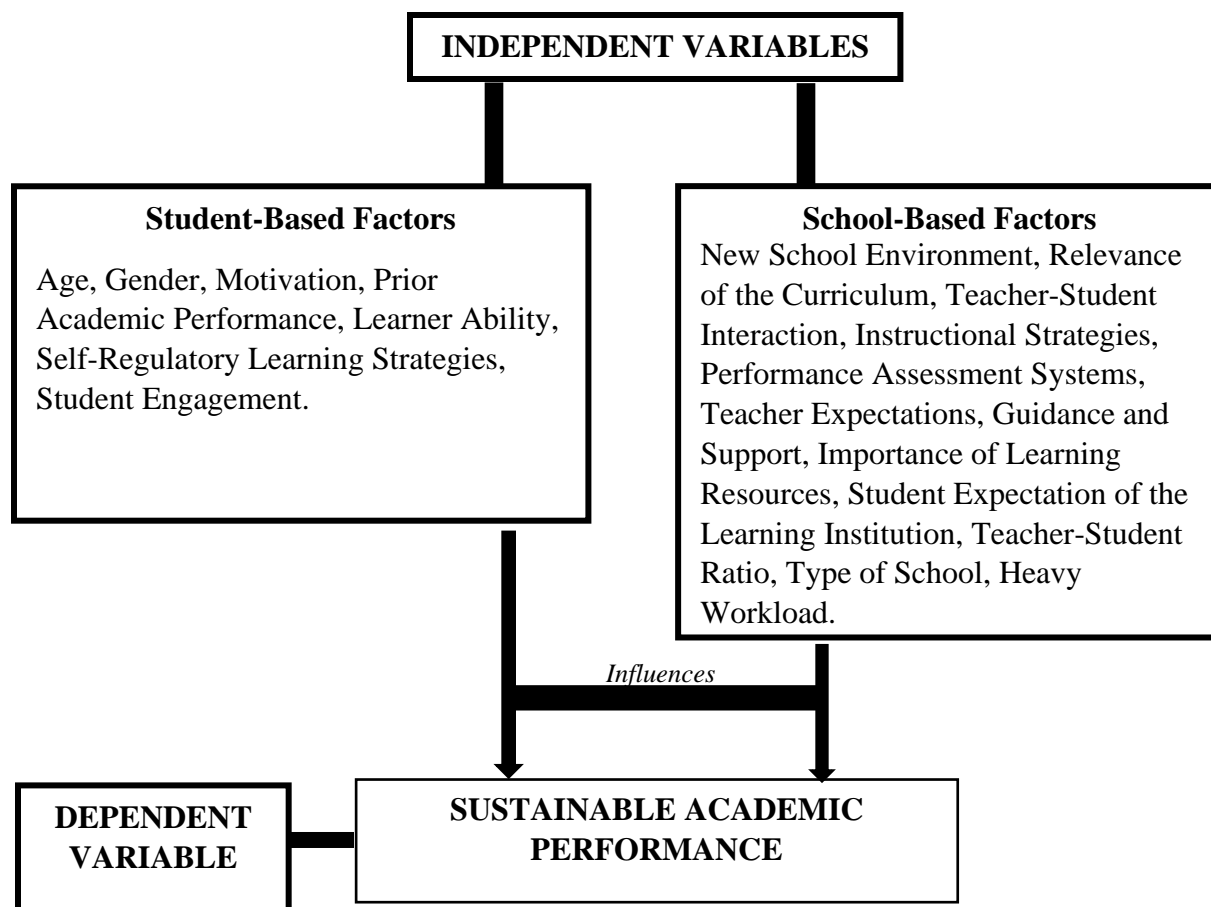 INDEPENDENT VARIABLES
Student-Based Factors
Age, Gender, Motivation, Prior
Academic Performance, Learner Ability,
Self-Regulatory Learning Strategies,
Student Engagement.
School-Based Factors
New School Environment, Relevance
of the Curriculum, Teacher-Student
Interaction, Instructional Strategies,
Performance Assessment Systems,
Teacher Expectations, Guidance and
Support, Importance of Learning
Resources, Student Expectation of the
Learning Institution, Teacher-Student
Ratio, Type of School, Heavy
Workload.
Influences
DEPENDENT
VARIABLE
SUSTAINABLE ACADEMIC
PERFORMANCE